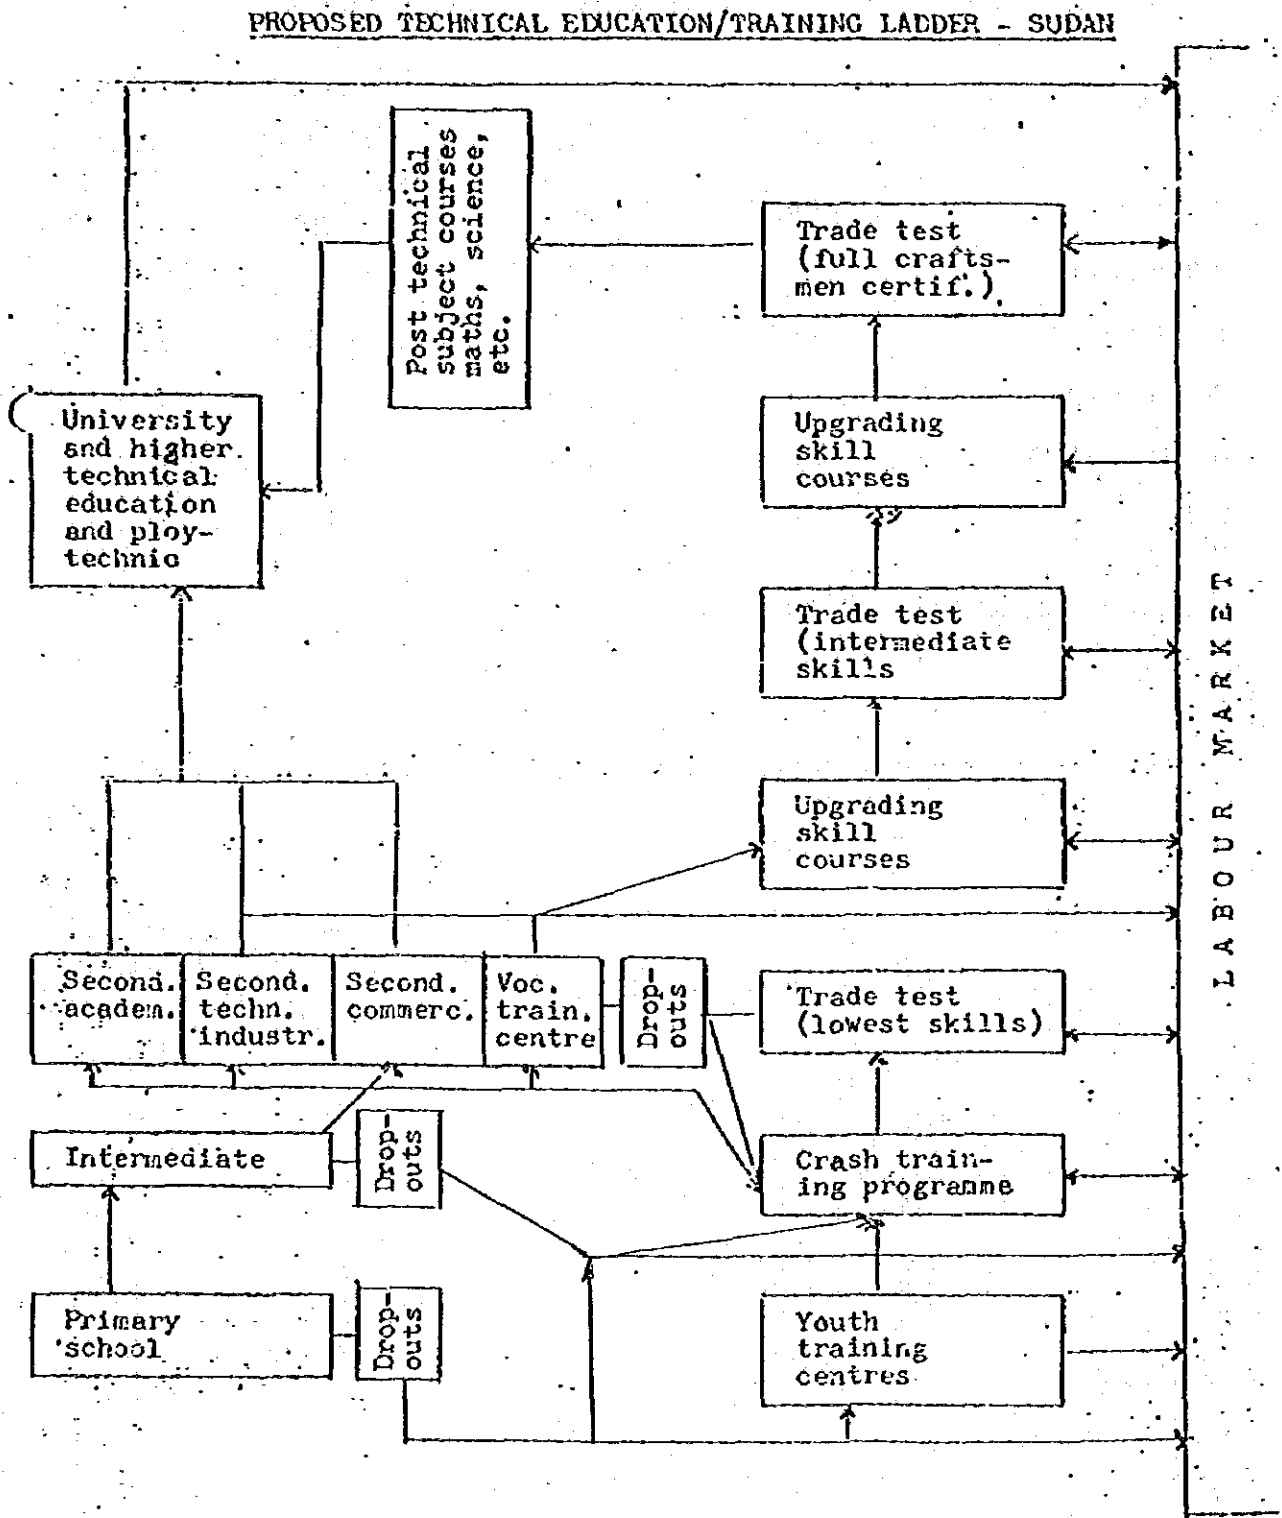 PROPOSED TECHNICAL EDUCATION/TRAINING LADDER - SUDAN
Post technical
subject courses
maths, science,
etc.
Trade test
(full crafts-
men certif.)
University
and higher
technical
education
and ploy-
technic
Upgrading
skill
courses
Trade test
(intermediate
skills
Upgrading
skill
courses
LABOUR MARKET
Second.
academ.
Second.
techn.
industr.
Second.
commerc.
Voc.
train.
centre
Drop-
outs
Trade test
(lowest skills)
Intermediate
Drop-
outs
Crash train-
ing programme
Primary
school
Drop-
outs
Youth
training
centres